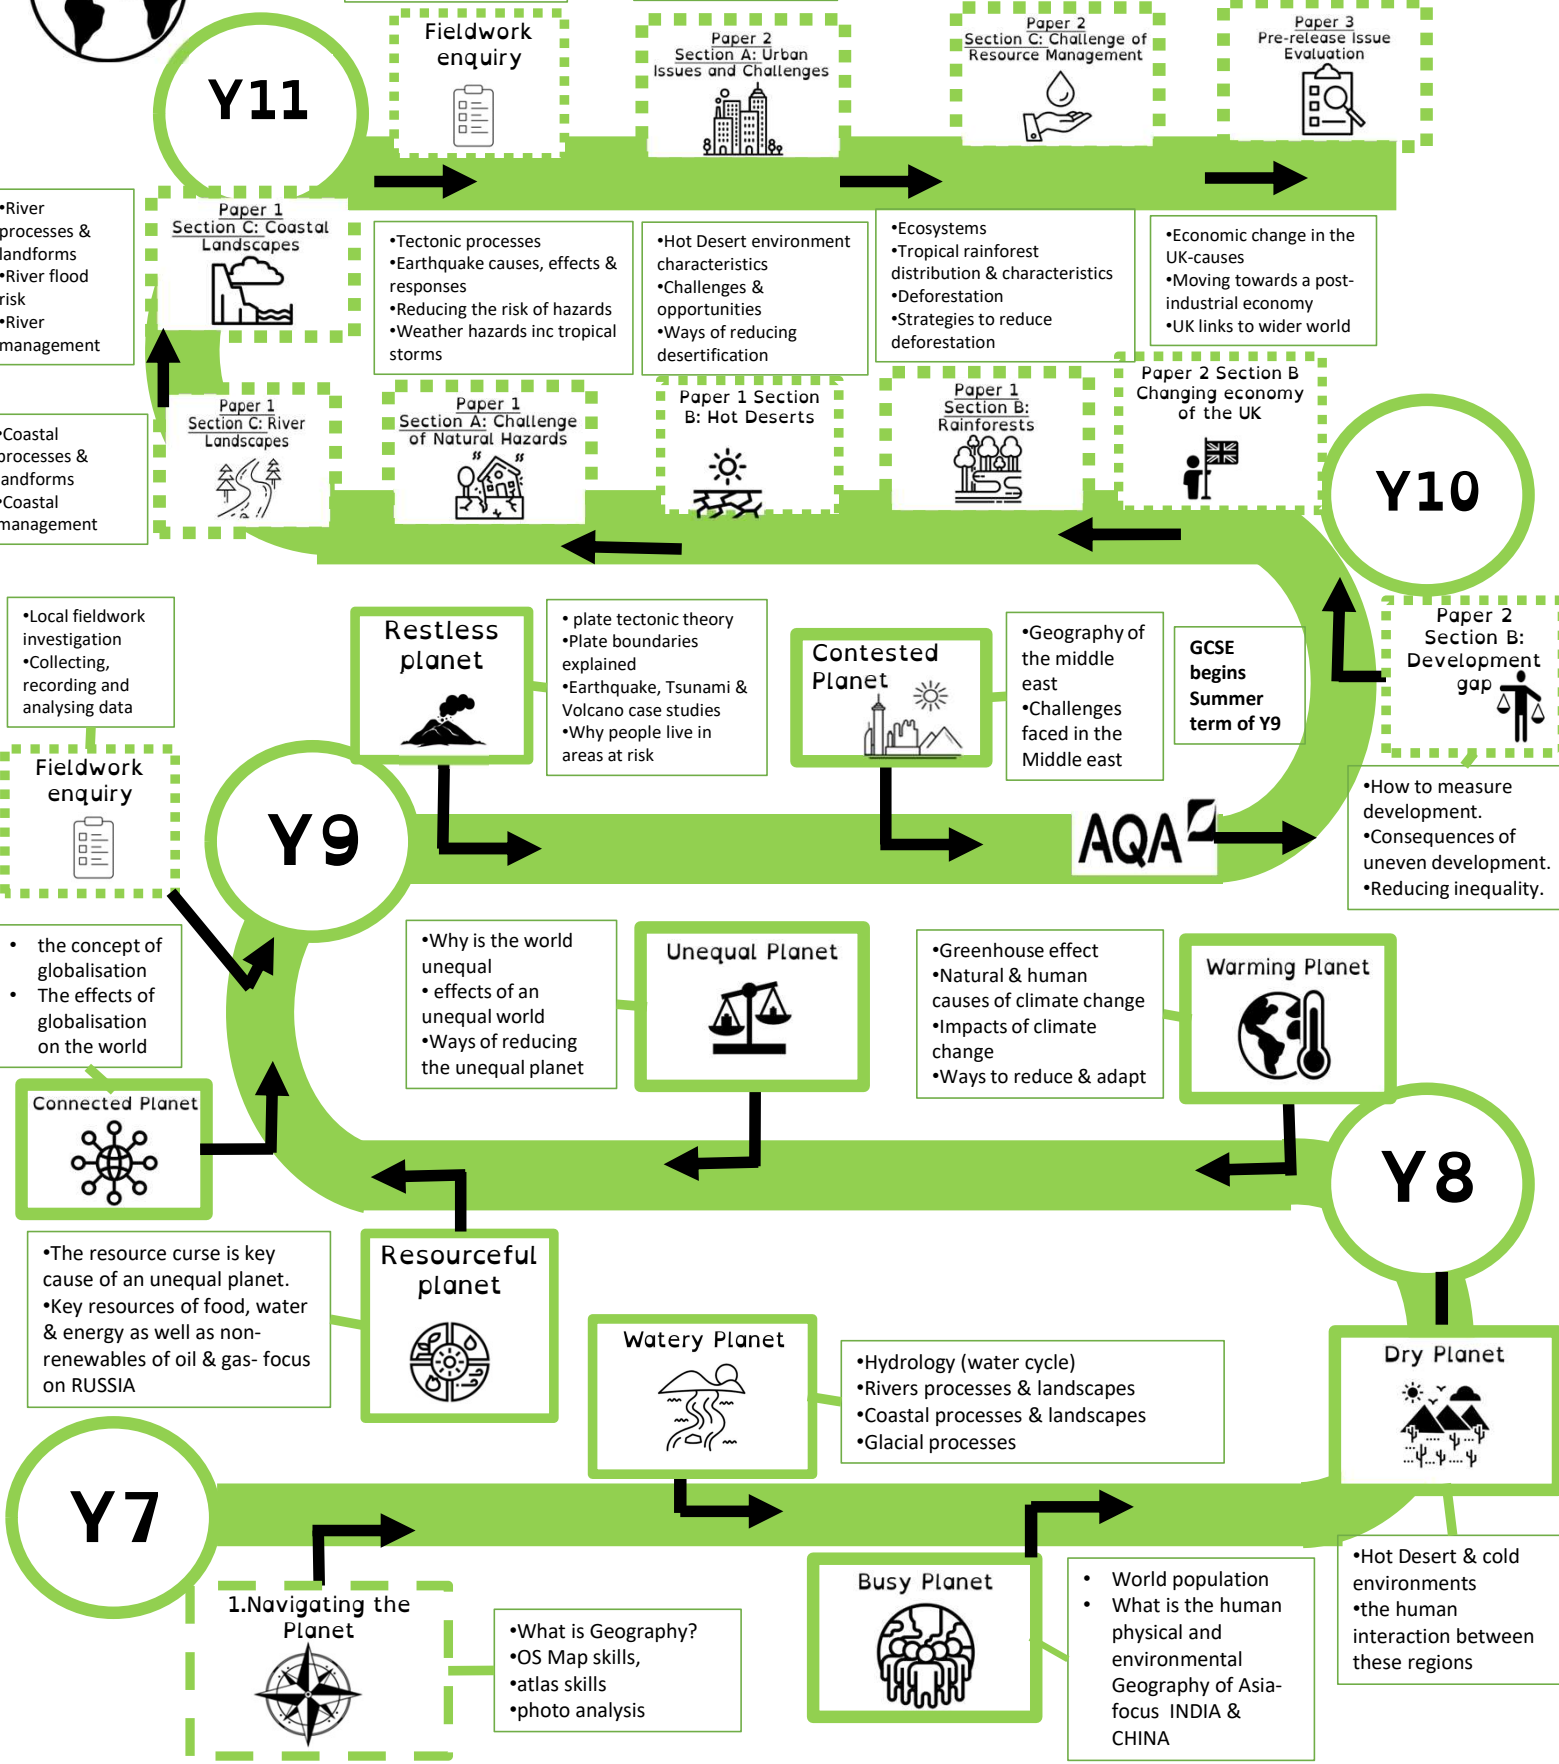 Y11
Fieldwork
enquiry
Paper 2
Section A: Urban
Issues and Challenges
Paper 2
Section C: Challenge of
Resource Management
Paper 3
Pre-release Issue
Evaluation
•River
processes &
landforms
•River flood
risk
•River
management
Paper 1
Section C: Coastal
Landscapes
•Tectonic processes
•Earthquake causes, effects &
responses
•Reducing the risk of hazards
•Weather hazards inc tropical
storms
•Hot Desert environment
characteristics
•Challenges &
opportunities
•Ways of reducing
desertification
•Ecosystems
•Tropical rainforest
distribution & characteristics
•Deforestation
•Strategies to reduce
deforestation
•Economic change in the
UK-causes
•Moving towards a post-
industrial economy
•UK links to wider world
•Coastal
processes &
landforms
•Coastal
management
Paper 1
Section C: River
Landscapes
Paper 1
Section A: Challenge
of Natural Hazards
Paper 1 Section
B: Hot Deserts
Paper 1
Section B:
Rainforests
Paper 2 Section B
Changing economy
of the UK
Y10
•Local fieldwork
investigation
•Collecting,
recording and
analysing data
Restless
planet
• plate tectonic theory
•Plate boundaries
explained
•Earthquake, Tsunami &
Volcano case studies
•Why people live in
areas at risk
Contested
Planet
•Geography of
the middle
east
•Challenges
faced in the
Middle east
GCSE
begins
Summer
term of Y9
Paper 2
Section B:
Development
gap
Fieldwork
enquiry
Y9
AQA
•How to measure
development.
•Consequences of
uneven development.
•Reducing inequality.
• the concept of
globalisation
• The effects of
globalisation
on the world
•Why is the world
unequal
• effects of an
unequal world
•Ways of reducing
the unequal planet
Unequal Planet
•Greenhouse effect
•Natural & human
causes of climate change
•Impacts of climate
change
•Ways to reduce & adapt
Warming Planet
Connected Planet
Y8
•The resource curse is key
cause of an unequal planet.
•Key resources of food, water
& energy as well as non-
renewables of oil & gas- focus
on RUSSIA
Resourceful
planet
Watery Planet
•Hydrology (water cycle)
•Rivers processes & landscapes
•Coastal processes & landscapes
•Glacial processes
Dry Planet
Y7
1.Navigating the
Planet
•What is Geography?
•OS Map skills,
•atlas skills
•photo analysis
Busy Planet
• World population
• What is the human
physical and
environmental
Geography of Asia-
focus INDIA &
CHINA
•Hot Desert & cold
environments
•the human
interaction between
these regions